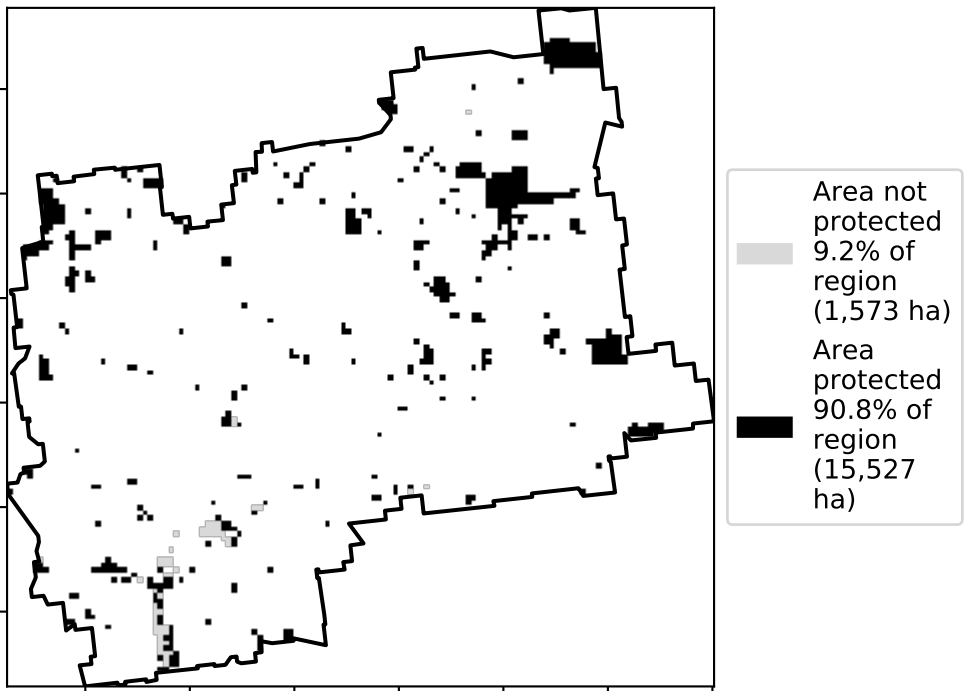 Area not
protected
9.2% of
region
(1,573 ha)
Area
protected
90.8% of
region
(15,527
ha)